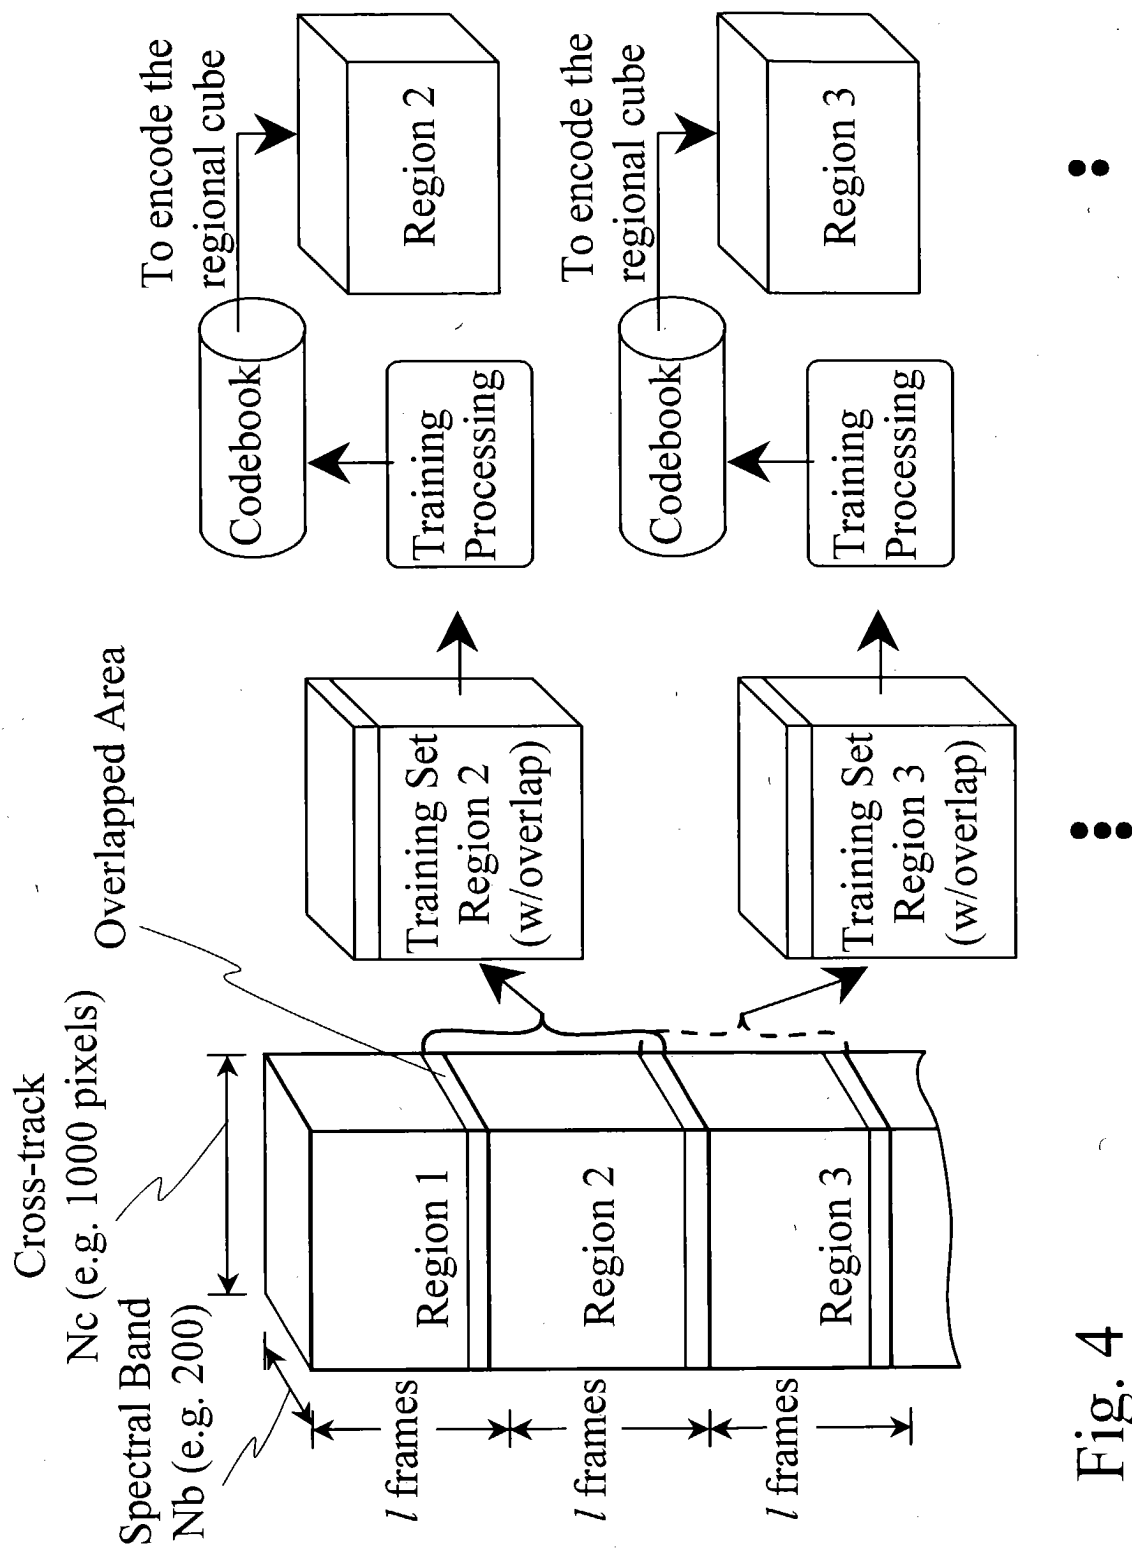 Cross-track
Nc (e.g. 1000 pixels)
Spectral Band
Nb (e.g. 200)
Overlapped Area
l frames
l frames
l frames
Region 1
Region 2
Region 3
Training Set
Region 2
(w/overlap)
Training
Processing
Codebook
To encode the
regional cube
Region 2
Training Set
Region 3
(w/overlap)
Training
Processing
Codebook
To encode the
regional cube
Region 3
Fig. 4